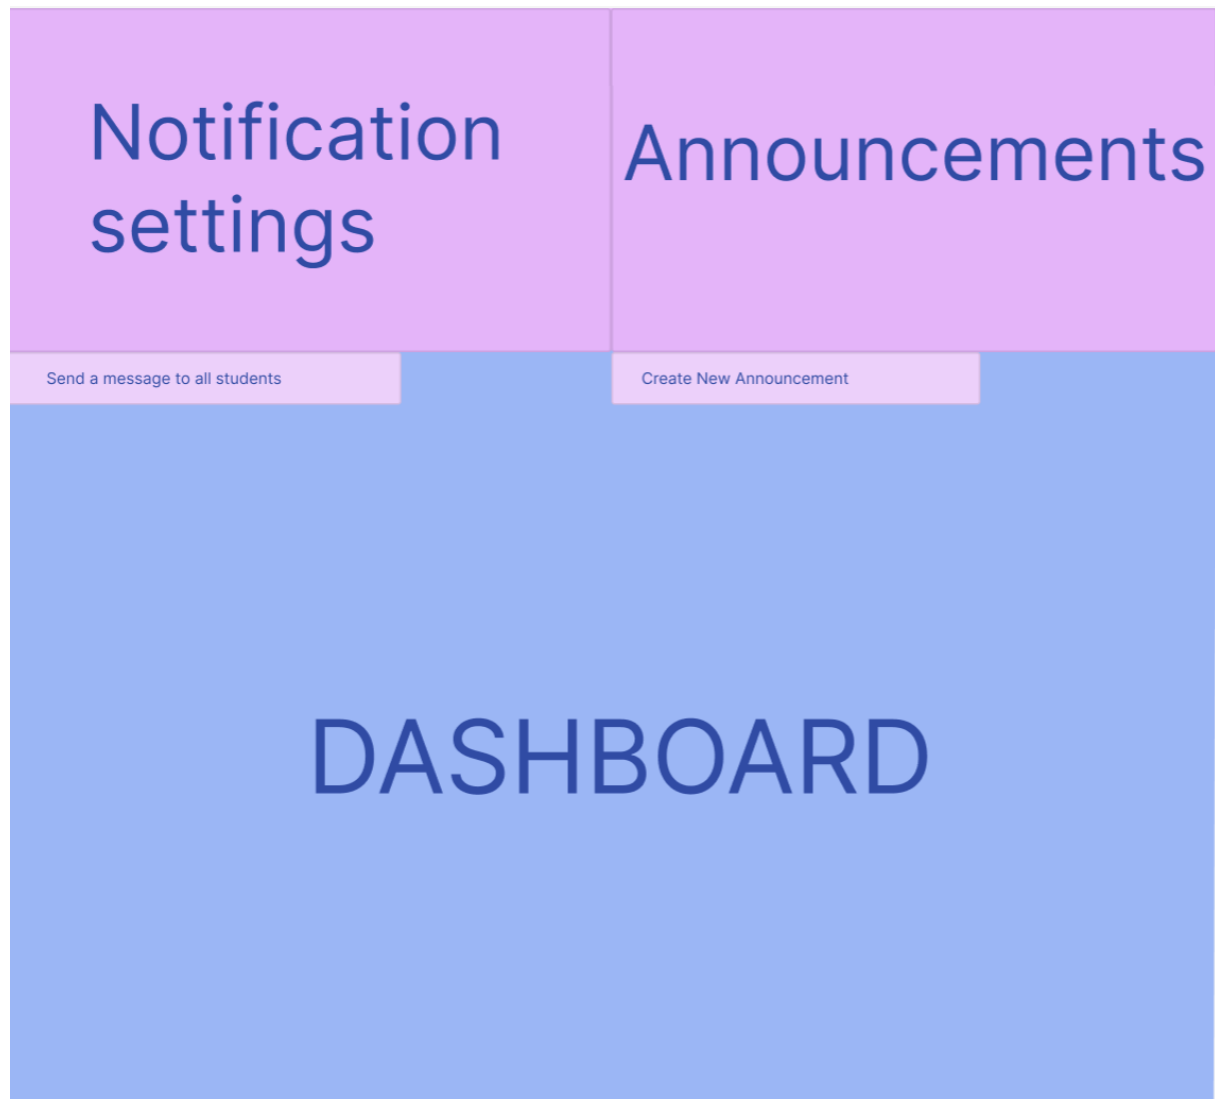 Notification
settings
Announcements
Send a message to all students
Create New Announcement
DASHBOARD